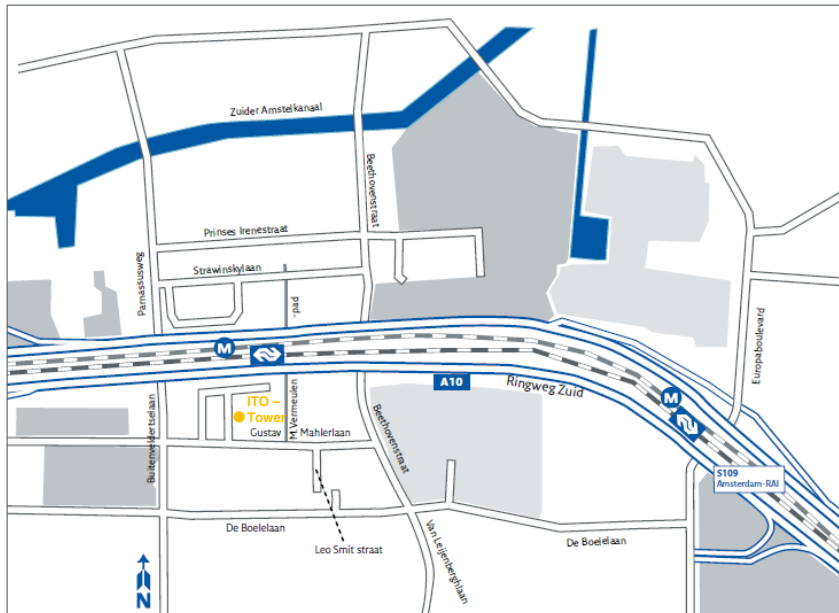 Zuider Amstelkanaal
Beethovenstraat
Prinses Irenestraat
Strawinskylaan
Parnassusweg
-pad
Europaboulevard
M
A10
Ringweg Zuid
M
ITO –
Tower
M.Vermeulen
Gustav Mahlerlaan
Buitenveldertselaan
Beethovenstraat
S109
Amsterdam-RAI
De Boelelaan
De Boelelaan
Leo Smit straat
Van Leijenberghlaan
N